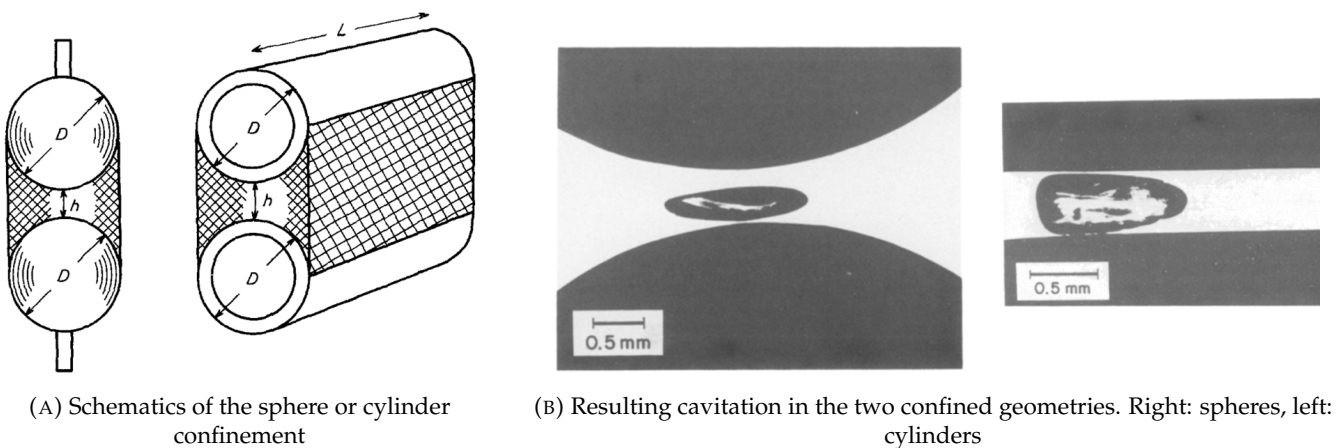 L
D
D
h
h
D
D
0.5 mm
0.5 mm
(A) Schematics of the sphere or cylinder
confinement
(B) Resulting cavitation in the two confined geometries. Right: spheres, left:
cylinders